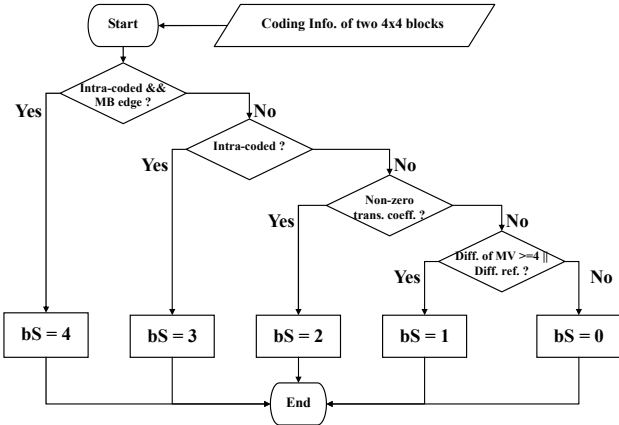 Start
Coding Info. of two 4x4 blocks
Intra-coded &&
MB edge ?
Yes
No
Intra-coded ?
Yes
No
Non-zero
trans. coeff. ?
Yes
No
Diff. of MV >=4 ||
Diff. ref. ?
Yes
No
bS = 4
bS = 3
bS = 2
bS = 1
bS = 0
End